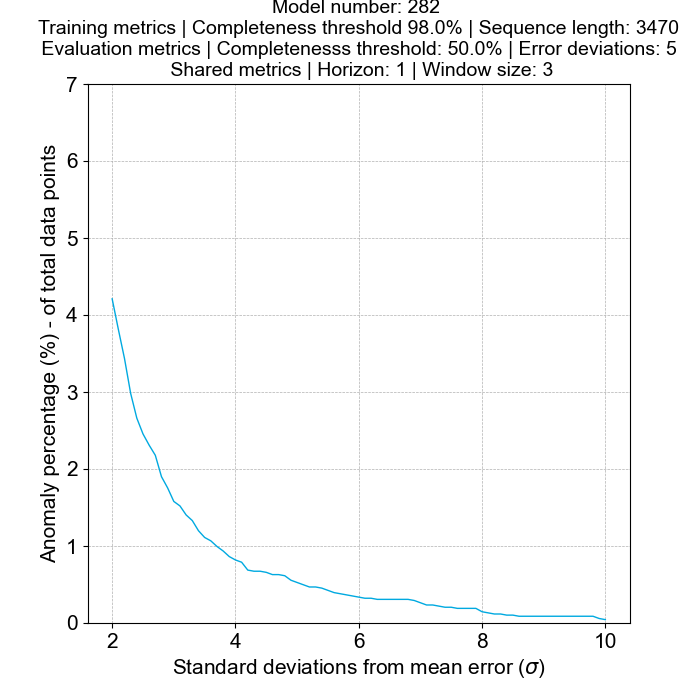 Model number: 282
Training metrics | Completeness threshold 98.0% | Sequence length: 3470
Evaluation metrics | Completenesss threshold: 50.0% | Error deviations: 5
Shared metrics | Horizon: 1 | Window size: 3
7
6
5
4
3
2
1
0
Anomaly percentage (%) - of total data points
2 4 6 8 10
Standard deviations from mean error (σ)